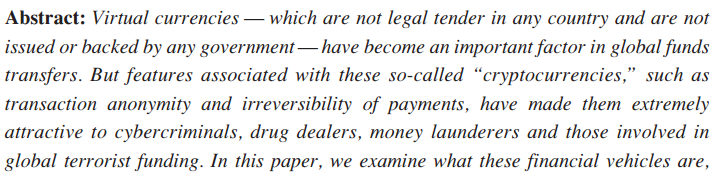 Abstract: Virtual currencies — which are not legal tender in any country and are not
issued or backed by any government — have become an important factor in global funds
transfers. But features associated with these so-called “cryptocurrencies,” such as
transaction anonymity and irreversibility of payments, have made them extremely
attractive to cybercriminals, drug dealers, money launderers and those involved in
global terrorist funding. In this paper, we examine what these financial vehicles are,